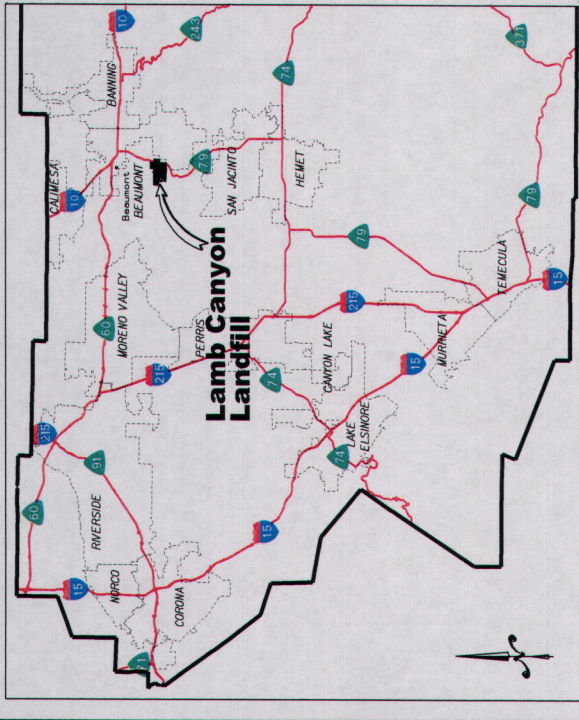 10
243
371
BANNING
74
CALIMESA
10
Beaumont
BEAUMONT
79
SAN JACINTO
HEMET
79
79
60
MORENO VALLEY
Lamb Canyon
Landfill
PERRIS
215
215
TEMECULA
15
MURRIETA
CANYON LAKE
74
15
215
91
60
RIVERSIDE
LAKE
ELSINORE
74
15
15
NORCO
CORONA